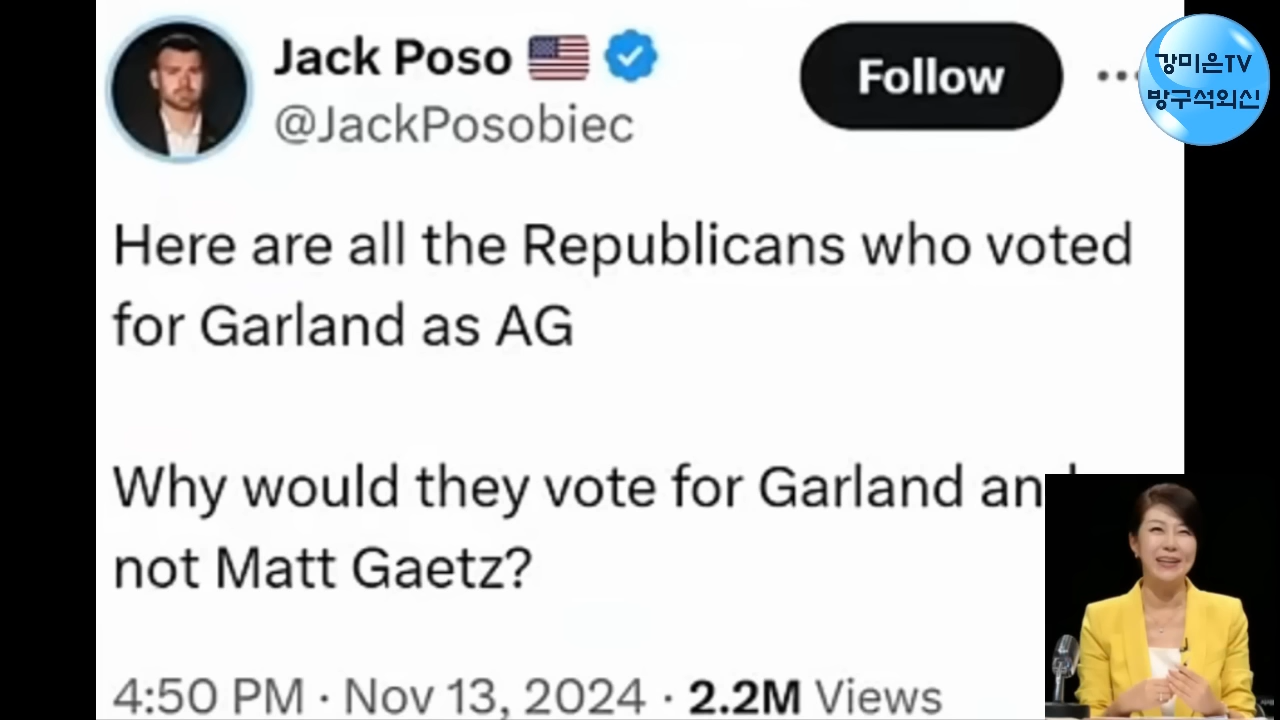 Jack Poso
@JackPosobiec
Follow
강미은TV
방구석외신
Here are all the Republicans who voted
for Garland as AG
Why would they vote for Garland and
not Matt Gaetz?
4:50 PM · Nov 13, 2024 · 2.2M Views